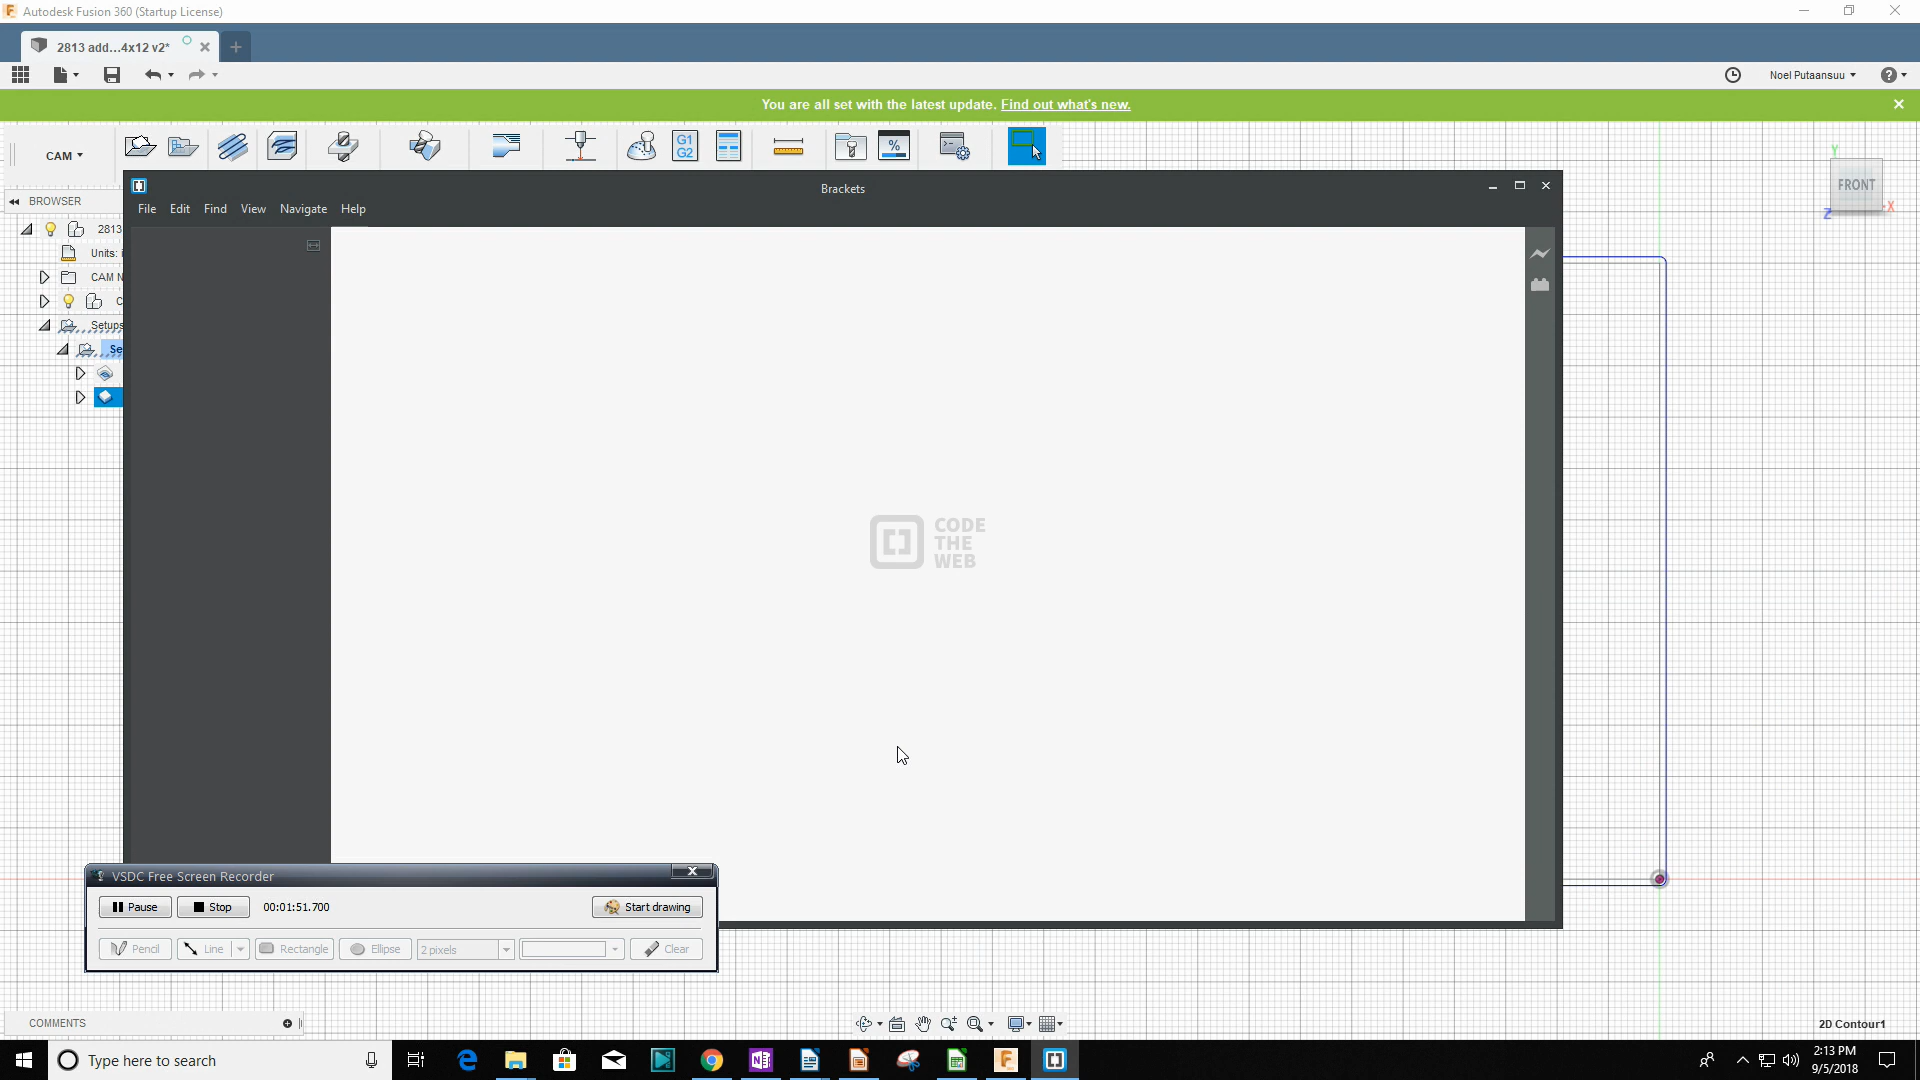 Autodesk Fusion 360 (Startup License)
2813 add...4x12 v2*
Noel Putaansuu
You are all set with the latest update. Find out what's new.
CAM
G1
G2
%
BROWSER
2813
Units: i
CAM N
C
Setups
Se
Brackets
File Edit Find View Navigate Help
CODE
THE
WEB
Y
FRONT
X
Z
VSDC Free Screen Recorder
Pause Stop 00:01:51.700 Start drawing
Pencil Line Rectangle Ellipse 2 pixels Clear
COMMENTS
2D Contour1
Type here to search
2:13 PM
9/5/2018